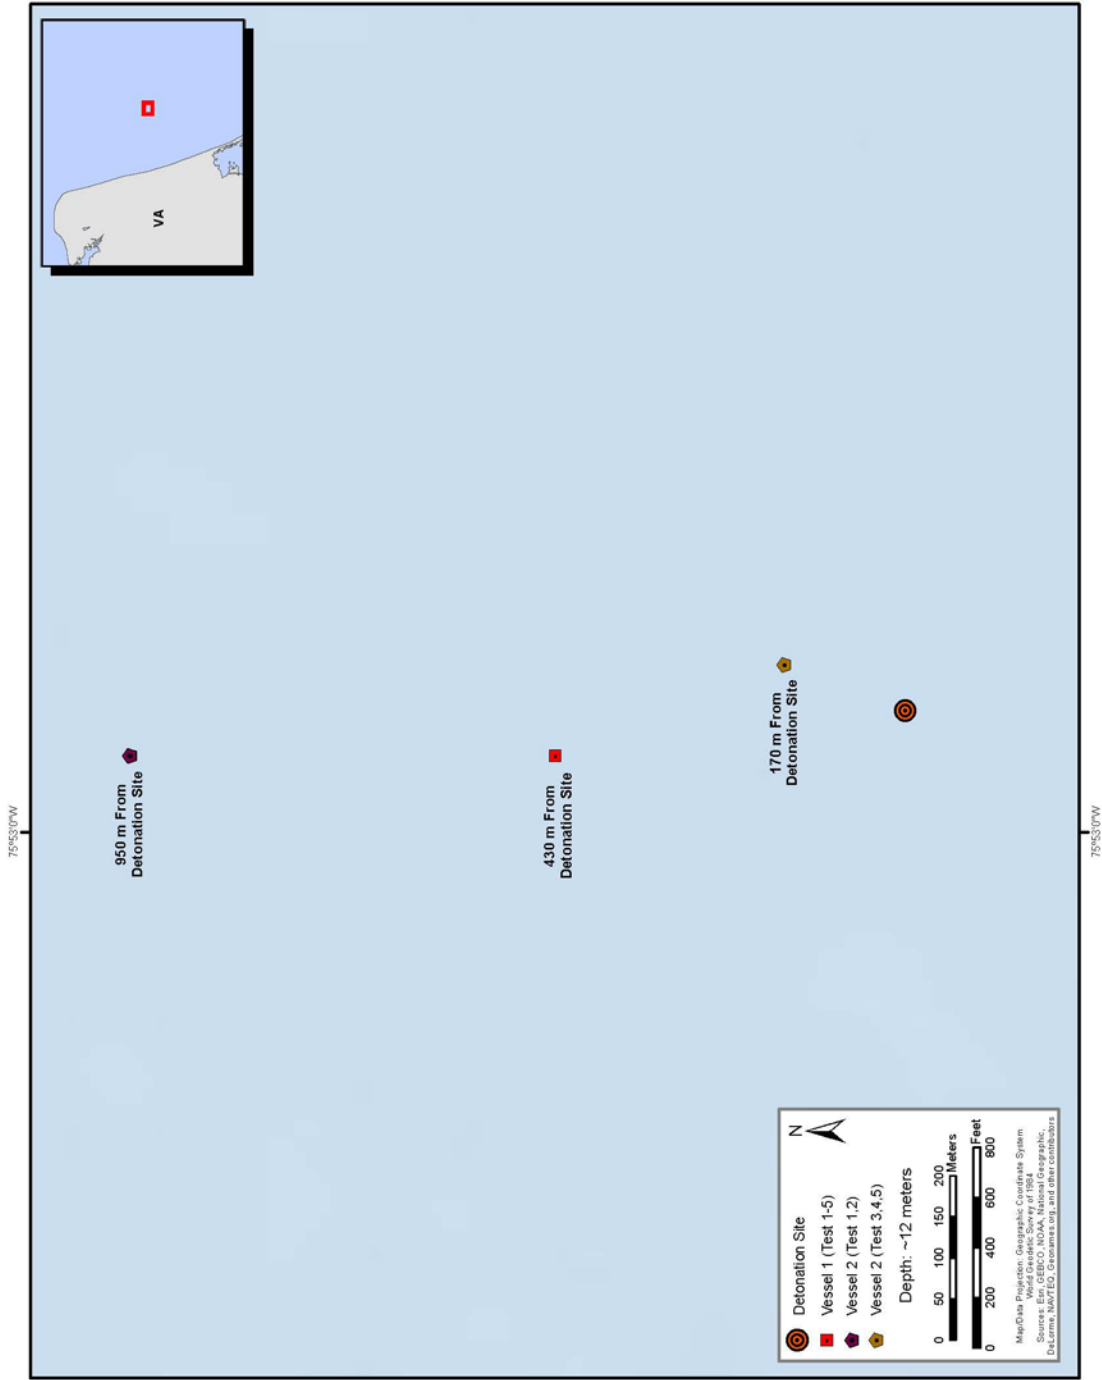 75°53'0"W
VA
950 m From
Detonation Site
430 m From
Detonation Site
170 m From
Detonation Site
Detonation Site
Vessel 1 (Test 1-5)
Vessel 2 (Test 1,2)
Vessel 2 (Test 3,4,5)
N
Depth: ~12 meters
0 50 100 150 200
Meters
Feet
0 200 400 600 800
Map/Data Projection: Geographic Coordinate System
World Geodetic Survey of 1984
Sources: Esri, GEBCO, NOAA, National Geographic,
DeLorme, NAVTEQ, Geonames.org, and other contributors
75°53'0"W